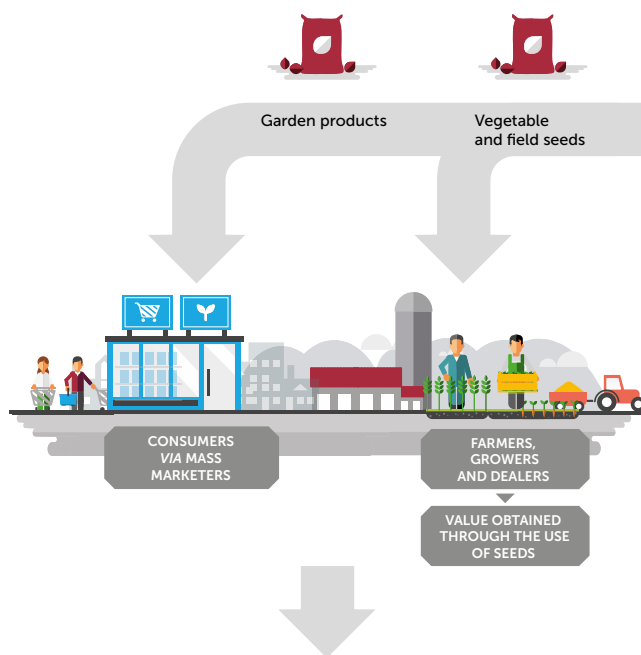 Garden products
Vegetable
and field seeds
CONSUMERS
VIA MASS
MARKETERS
FARMERS,
GROWERS
AND DEALERS
VALUE OBTAINED
THROUGH THE USE
OF SEEDS